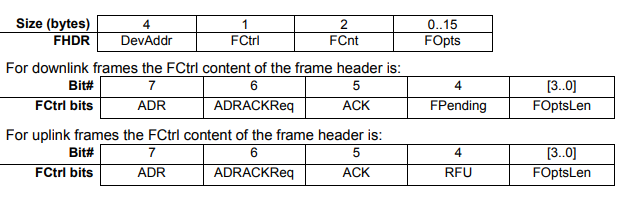 Size (bytes) 4 1 2 0..15
FHDR DevAddr FCtrl FCnt FOpts
For downlink frames the FCtrl content of the frame header is:
Bit# 7 6 5 4 [3..0]
FCtrl bits ADR ADRACKReq ACK FPending FOptsLen
For uplink frames the FCtrl content of the frame header is:
Bit# 7 6 5 4 [3..0]
FCtrl bits ADR ADRACKReq ACK RFU FOptsLen